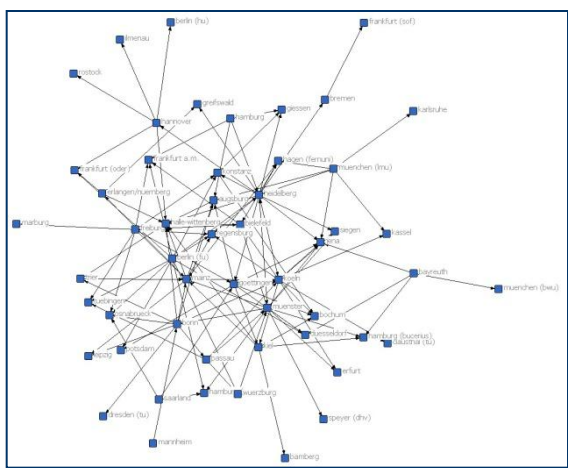 berlin (hu)
frankfurt (sof)
ilmenau
rostock
greifswald
hamburg
giessen
bremen
karlsruhe
hannover
frankfurt a.m.
hagen (fernuni)
frankfurt (oder)
konstanz
muenchen (lmu)
erlangen/nuernberg
augsburg
heidelberg
marburg
freiburg
halle-wittenberg
bielefeld
regensburg
siegen
kassel
jena
berlin (fu)
trier
mainz
goettingen
koeln
bayreuth
muenchen (bwu)
tuebingen
osnabrueck
muenster
bochum
bonn
duesseldorf
hamburg (bucerius)
clausthal (tu)
leipzig
potsdam
passau
kiel
erfurt
saarland
hamburg
wuerzburg
dresden (tu)
speyer (dhv)
mannheim
bamberg